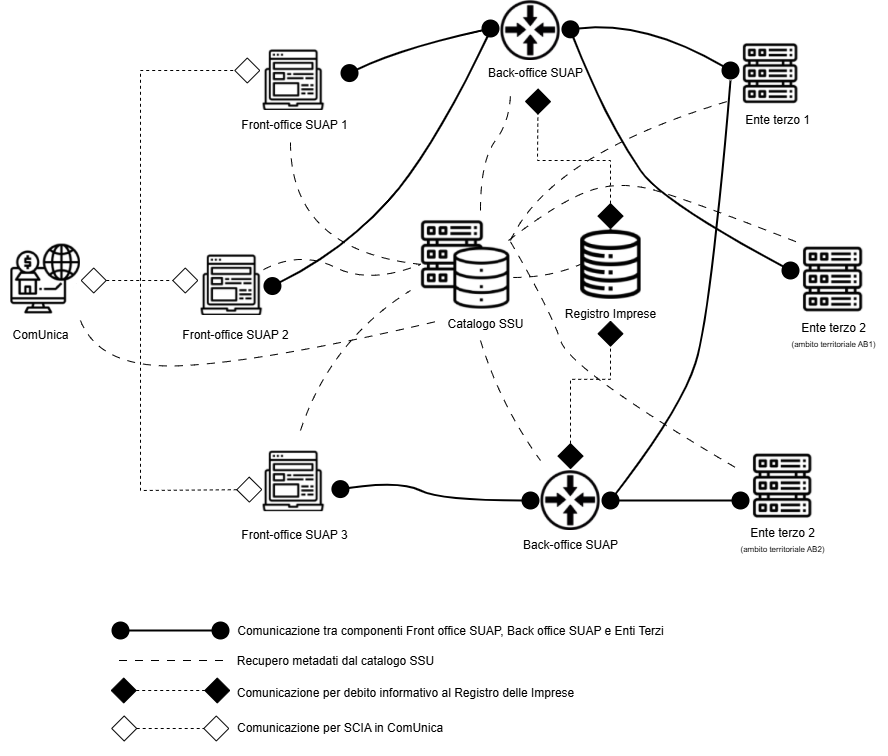 Back-office SUAP
Front-office SUAP 1
Ente terzo 1
$
ComUnica
Front-office SUAP 2
Catalogo SSU
Registro Imprese
Ente terzo 2
(ambito territoriale AB1)
Front-office SUAP 3
Back-office SUAP
Ente terzo 2
(ambito territoriale AB2)
Comunicazione tra componenti Front office SUAP, Back office SUAP e Enti Terzi
Recupero metadati dal catalogo SSU
Comunicazione per debito informativo al Registro delle Imprese
Comunicazione per SCIA in ComUnica